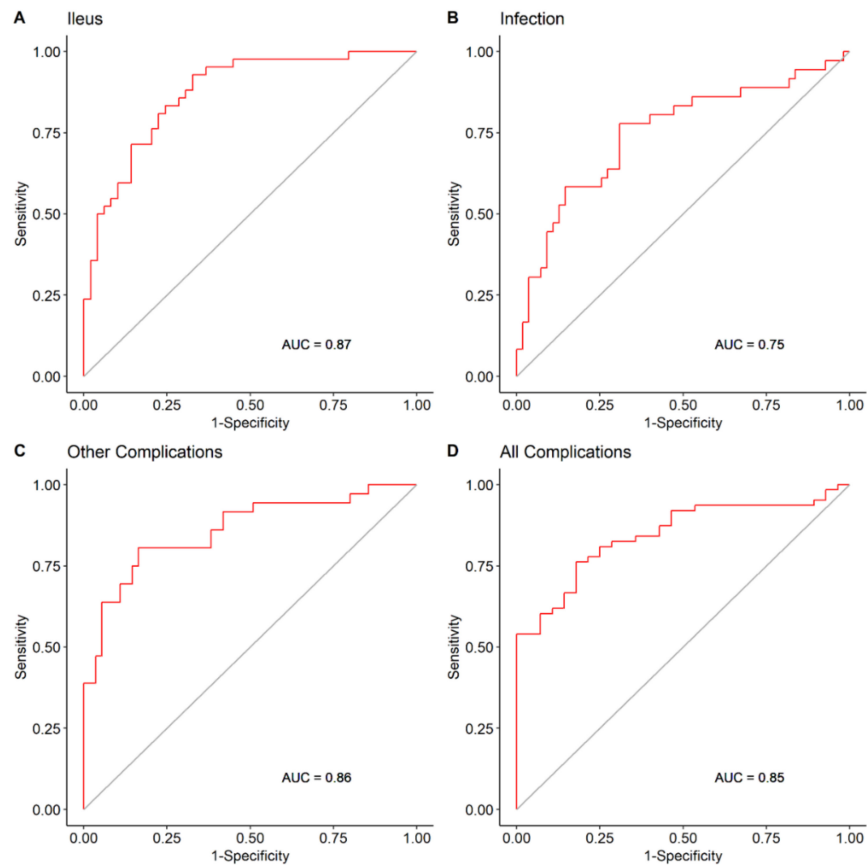 A Ileus
1.00
0.75
0.50
0.25
0.00
Sensitivity
AUC = 0.87
0.00 0.25 0.50 0.75 1.00
1-Specificity
B Infection
1.00
0.75
0.50
0.25
0.00
Sensitivity
AUC = 0.75
0.00 0.25 0.50 0.75 1.00
1-Specificity
C Other Complications
1.00
0.75
0.50
0.25
0.00
Sensitivity
AUC = 0.86
0.00 0.25 0.50 0.75 1.00
1-Specificity
D All Complications
1.00
0.75
0.50
0.25
0.00
Sensitivity
AUC = 0.85
0.00 0.25 0.50 0.75 1.00
1-Specificity